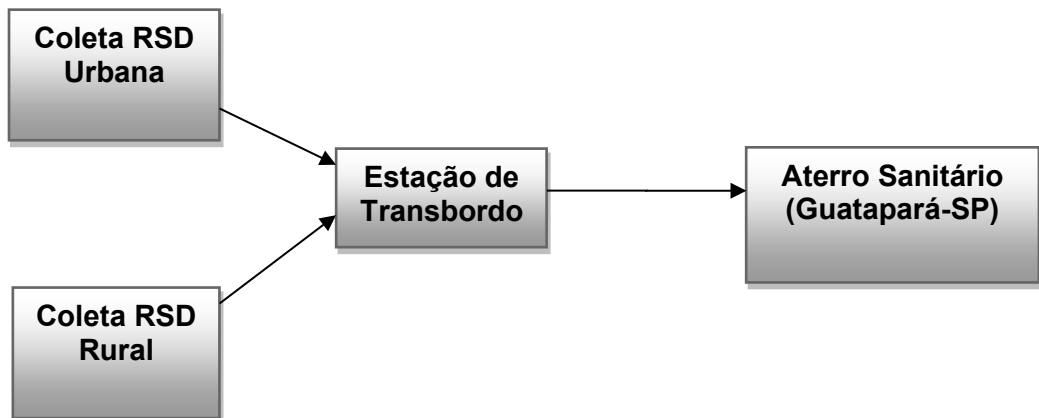 Coleta RSD
Urbana
Estação de
Transbordo
Aterro Sanitário
(Guatapará-SP)
Coleta RSD
Rural